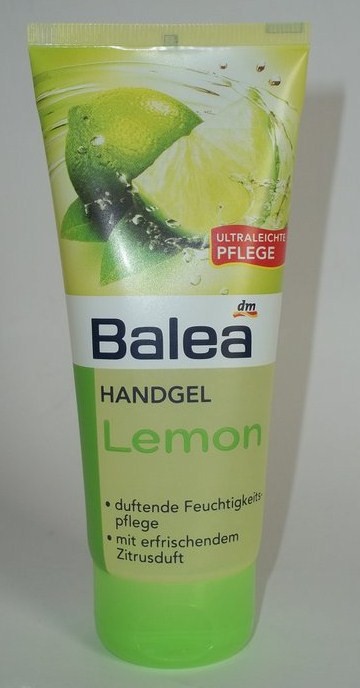 ULTRALEICHTE
PFLEGE
dm
Balea
HANDGEL
Lemon
• duftende Feuchtigkeits-
pflege
• mit erfrischendem
Zitrusduft